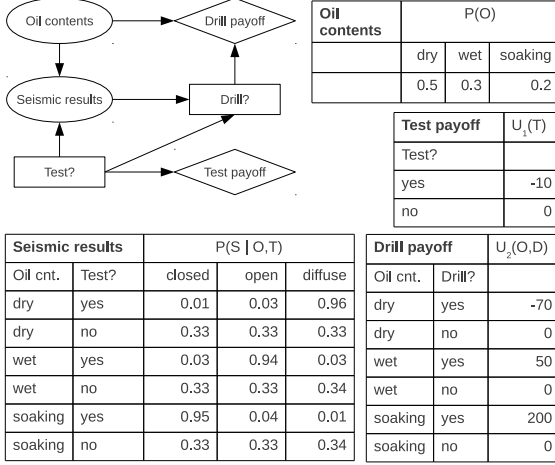 Oil contents
Drill payoff
Seismic results
Drill?
Test?
Test payoff
Oil contents P(O)
dry wet soaking
0.5 0.3 0.2
Test payoff U1(T)
Test?
yes -10
no 0
Seismic results P(S | O,T)
Oil cnt. Test? closed open diffuse
dry yes 0.01 0.03 0.96
dry no 0.33 0.33 0.33
wet yes 0.03 0.94 0.03
wet no 0.33 0.33 0.34
soaking yes 0.95 0.04 0.01
soaking no 0.33 0.33 0.34
Drill payoff U2(O,D)
Oil cnt. Drill?
dry yes -70
dry no 0
wet yes 50
wet no 0
soaking yes 200
soaking no 0